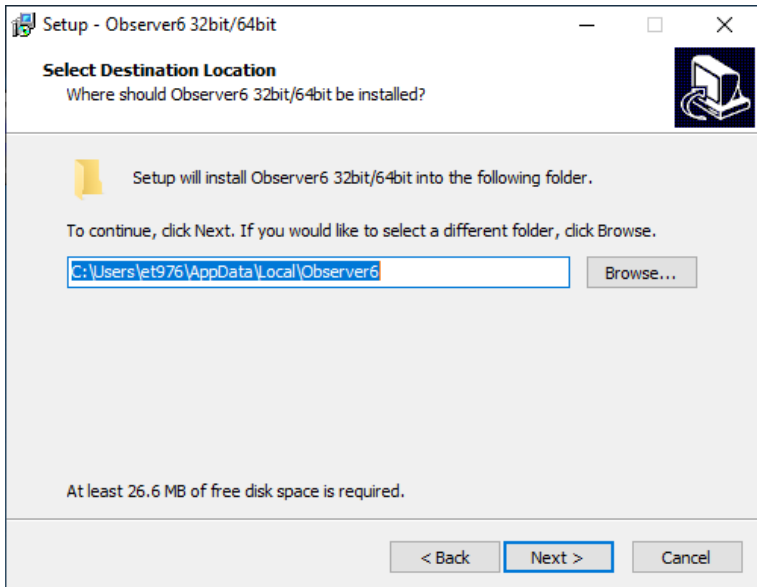 Setup - Observer6 32bit/64bit
Select Destination Location
Where should Observer6 32bit/64bit be installed?
Setup will install Observer6 32bit/64bit into the following folder.
To continue, click Next. If you would like to select a different folder, click Browse.
C:\Users\et976\AppData\Local\Observer6
Browse...
At least 26.6 MB of free disk space is required.
< Back
Next >
Cancel